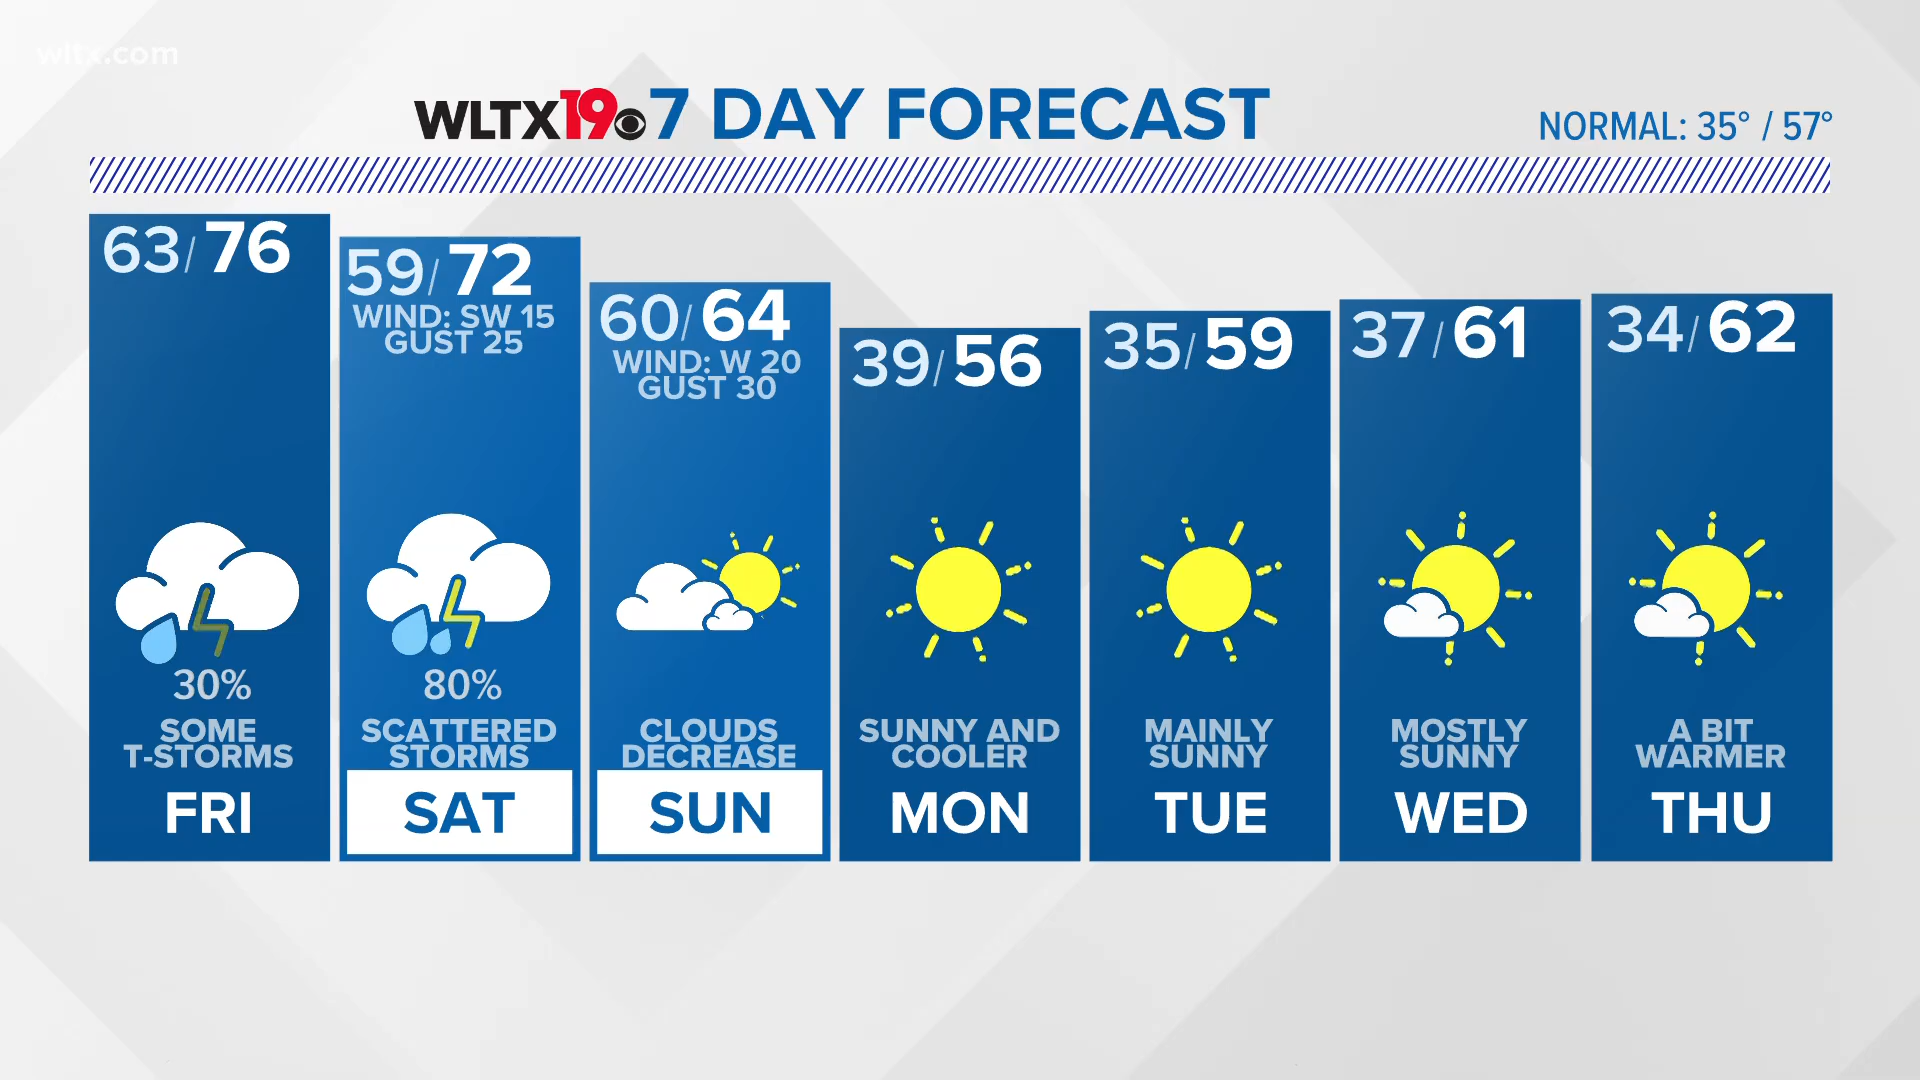 wltx.com
WLTX19 7 DAY FORECAST
NORMAL: 35° / 57°
63/76
30%
SOME
T-STORMS
FRI
59/72
WIND: SW 15
GUST 25
80%
SCATTERED
STORMS
SAT
60/64
WIND: W 20
GUST 30
CLOUDS
DECREASE
SUN
39/56
SUNNY AND
COOLER
MON
35/59
MAINLY
SUNNY
TUE
37/61
MOSTLY
SUNNY
WED
34/62
A BIT
WARMER
THU